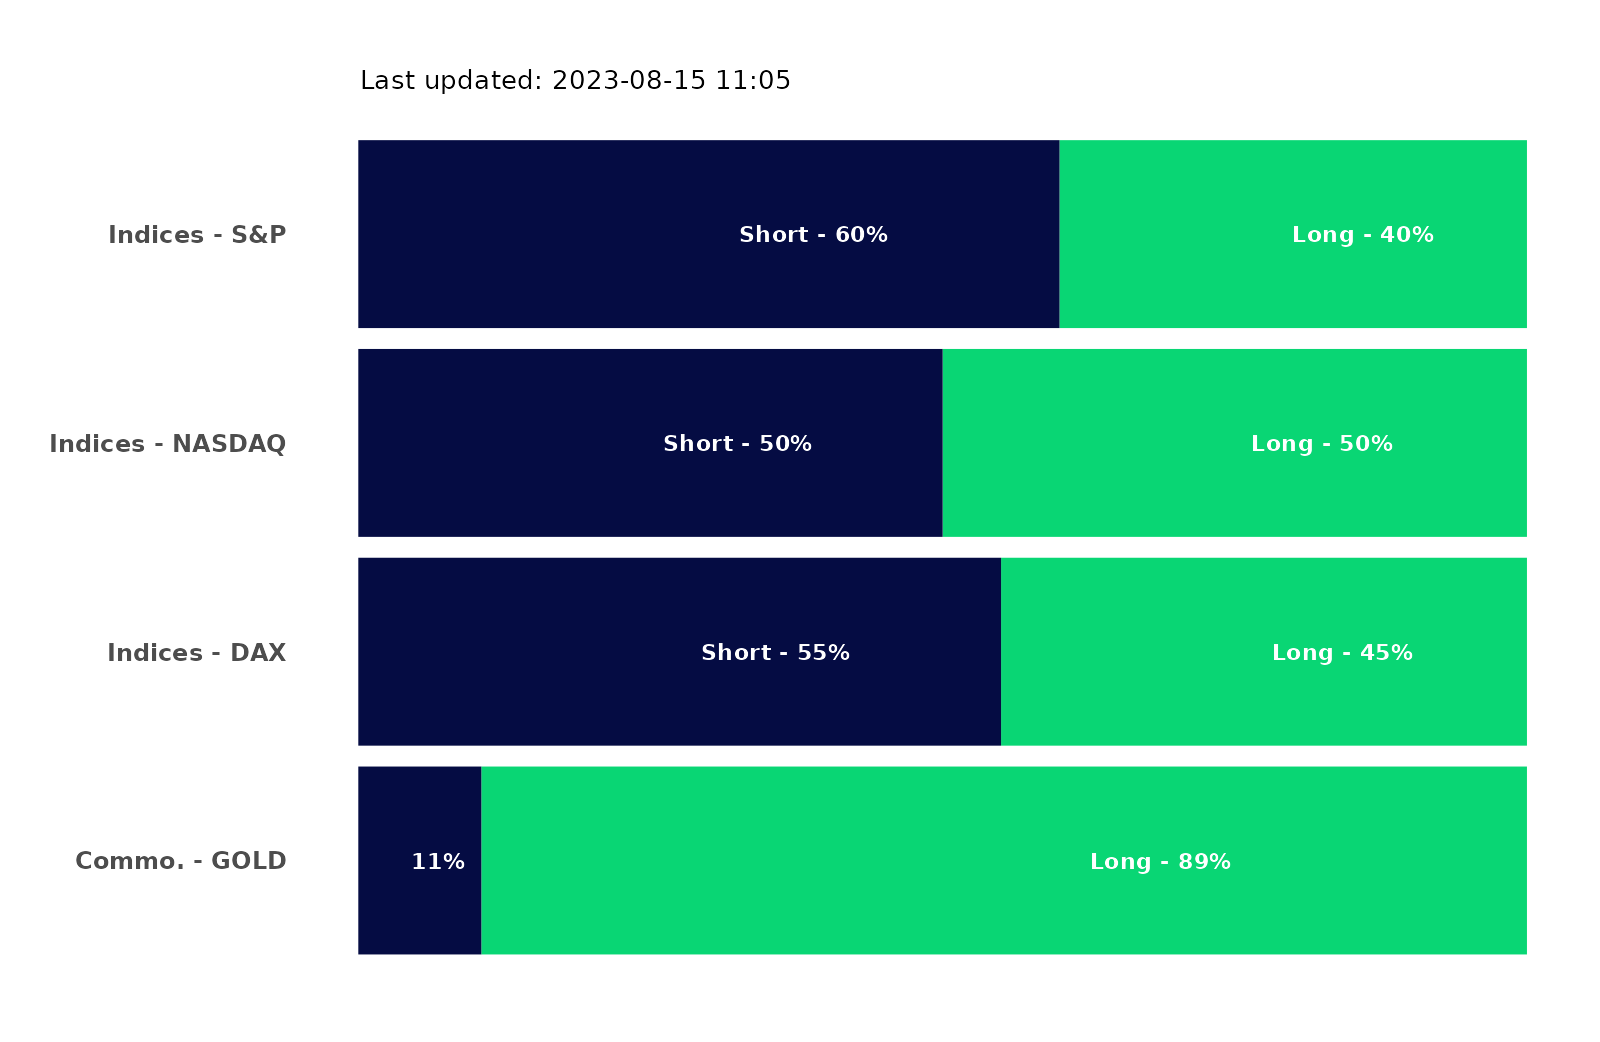 Last updated: 2023-08-15 11:05
Indices - S&P
Short - 60%
Long - 40%
Indices - NASDAQ
Short - 50%
Long - 50%
Indices - DAX
Short - 55%
Long - 45%
Commo. - GOLD
11%
Long - 89%